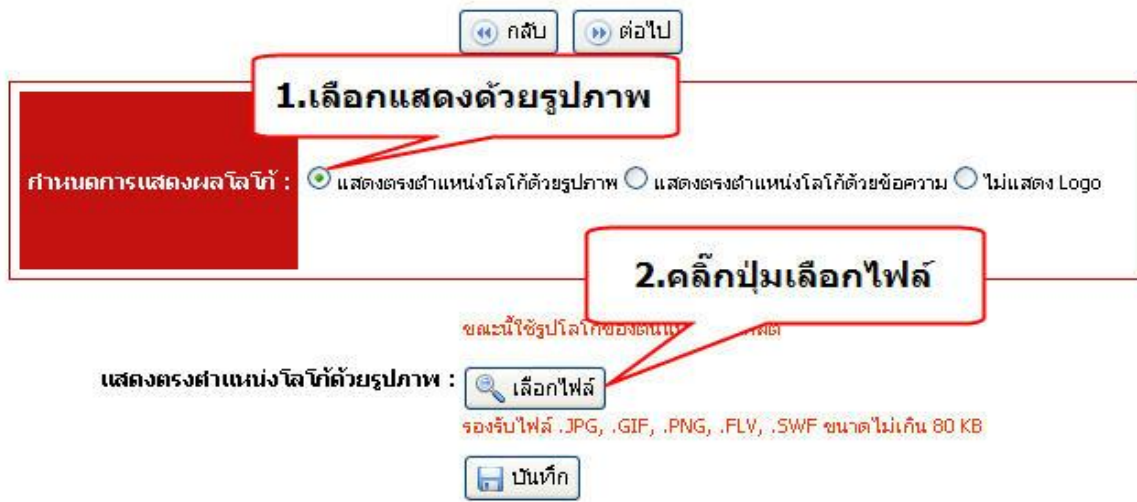 กลับ ต่อไป
1.เลือกแสดงด้วยรูปภาพ
กำหนดการแสดงผลโลโก้ : แสดงตรงตำแหน่งโลโก้ด้วยรูปภาพ แสดงตรงตำแหน่งโลโก้ด้วยข้อความ ไม่แสดง Logo
2.คลิ๊กปุ่มเลือกไฟล์
ขณะนี้ใช้รูปโลโก้ของต้นแบบ
แสดงตรงตำแหน่งโลโก้ด้วยรูปภาพ : เลือกไฟล์
รองรับไฟล์ .JPG, .GIF, .PNG, .FLV, .SWF ขนาดไม่เกิน 80 KB
บันทึก